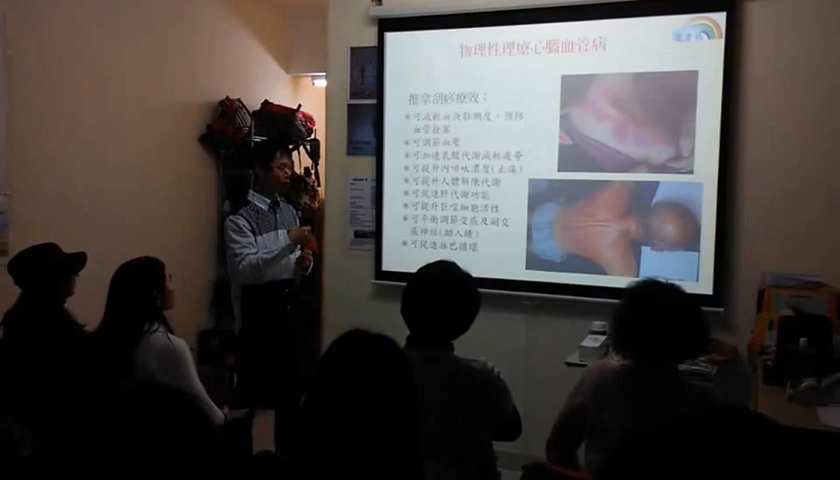 物理性理療心腦血管病
推拿刮痧療效：
*可減輕血液黏稠度，預防
血管栓塞
*可調節血壓
*可加速乳酸代謝減輕疲勞
*可提升內啡呔濃度(止痛)
*可提升人體新陳代謝
*可促進肝代謝功能
*可提升巨噬細胞活性
*可平衡調節交感及副交
感神經(助入睡)
*可促進淋巴循環